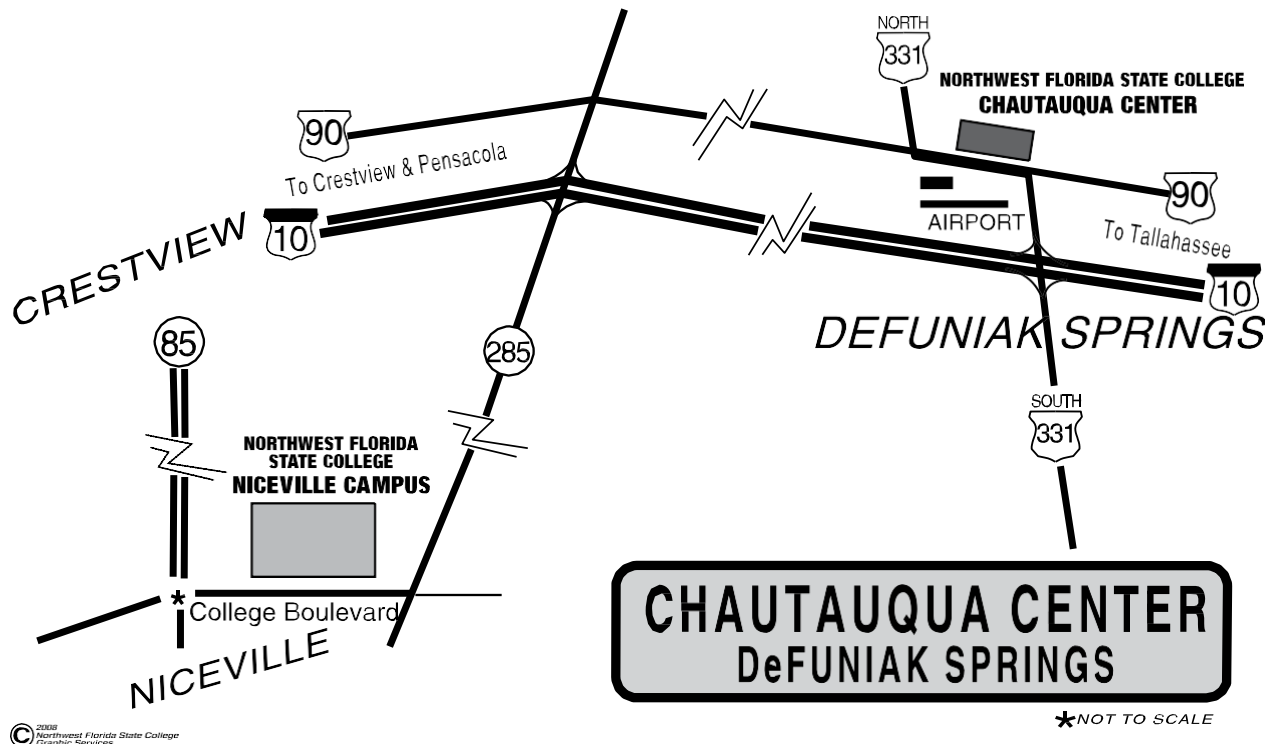 NORTH
331
NORTHWEST FLORIDA STATE COLLEGE
CHAUTAUQUA CENTER
90
To Crestview & Pensacola
10
CRESTVIEW
90
AIRPORT
To Tallahassee
10
DEFUNIAK SPRINGS
85
285
SOUTH
331
NORTHWEST FLORIDA
STATE COLLEGE
NICEVILLE CAMPUS
*
College Boulevard
NICEVILLE
CHAUTAUQUA CENTER
DeFUNIAK SPRINGS
*NOT TO SCALE
© 2008
Northwest Florida State College
Graphic Services